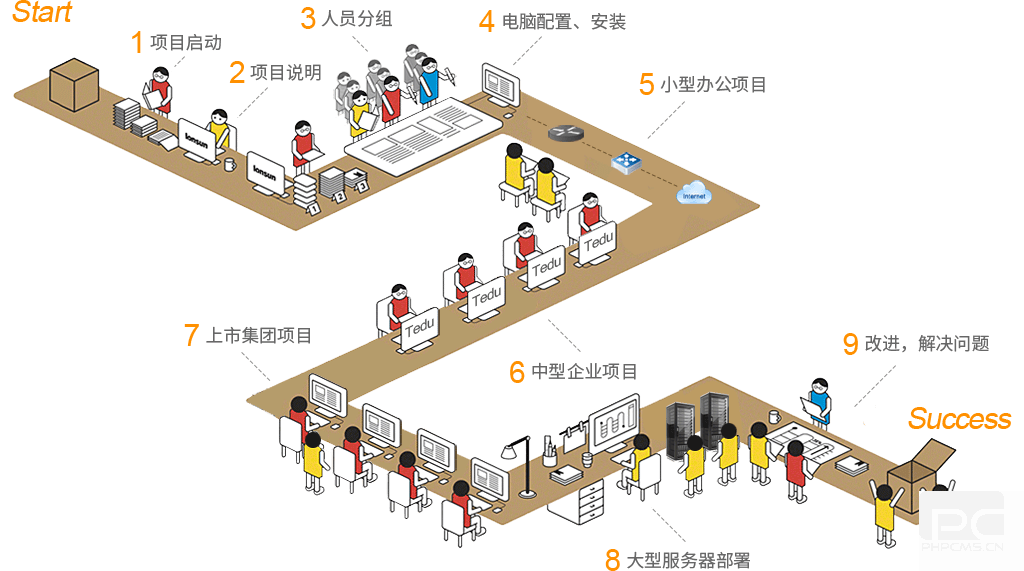 Start
1 项目启动
2 项目说明
3 人员分组
4 电脑配置、安装
5 小型办公项目
Ionsun
Ionsun
1
2
3
Internet
Tedu
Tedu
Tedu
Tedu
6 中型企业项目
7 上市集团项目
8 大型服务器部署
9 改进，解决问题
Success
PC
PHPCMS.CN